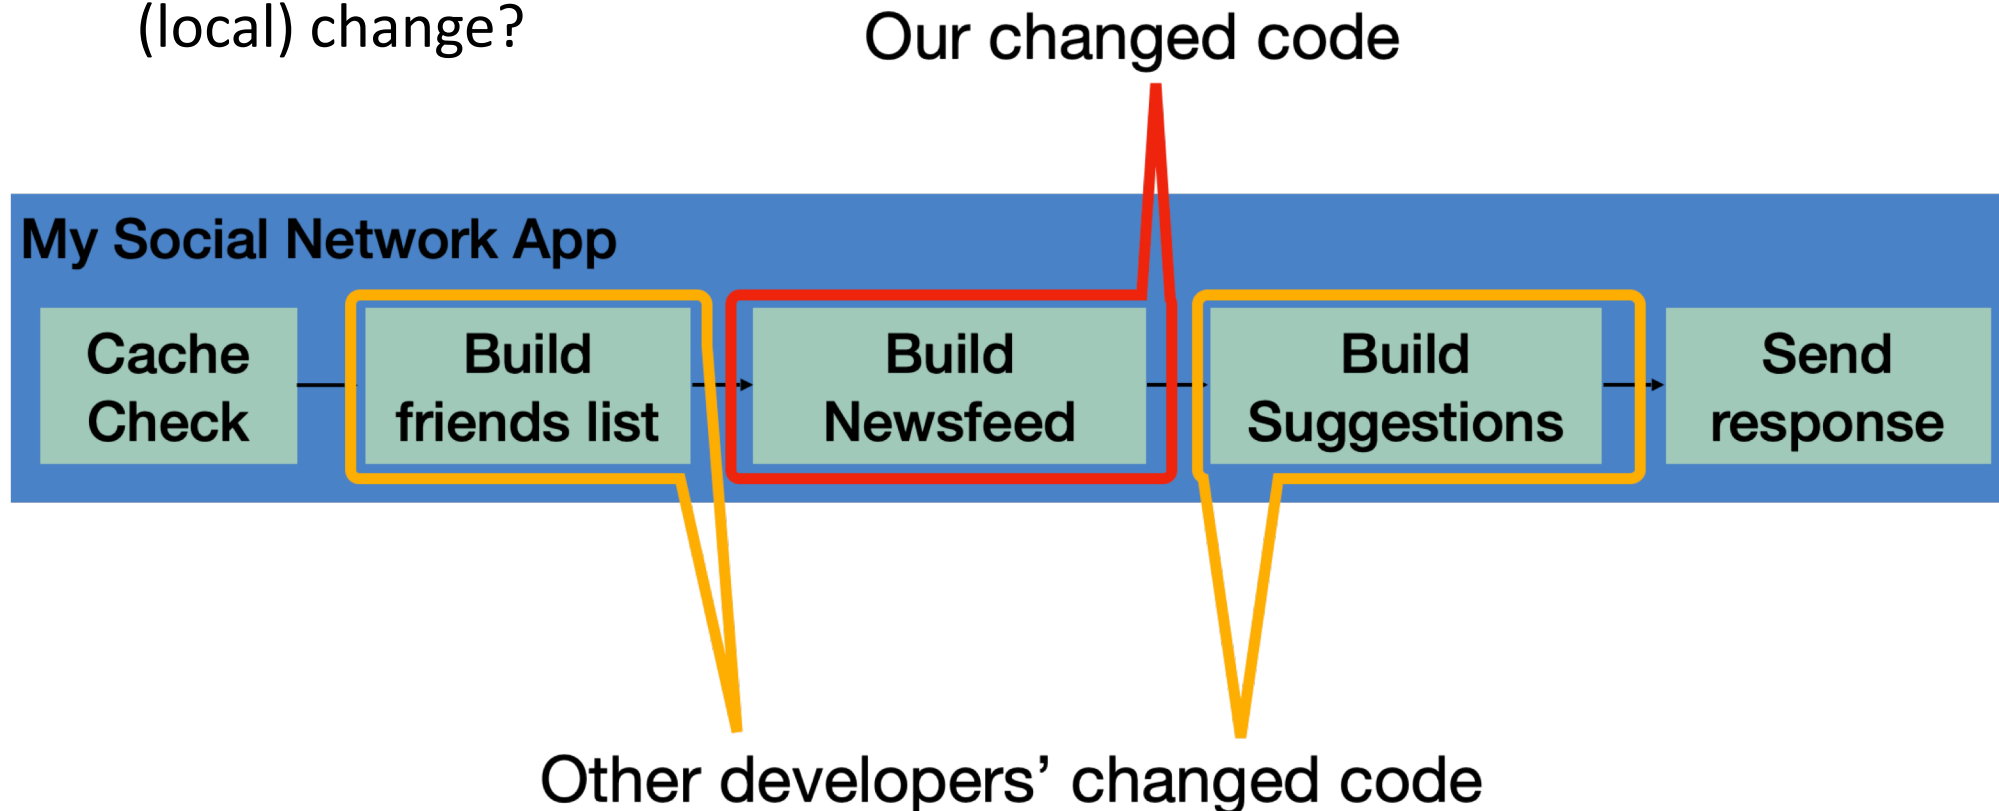 (local) change?
Our changed code
My Social Network App
Cache
Check
Build
friends list
Build
Newsfeed
Build
Suggestions
Send
response
Other developers’ changed code